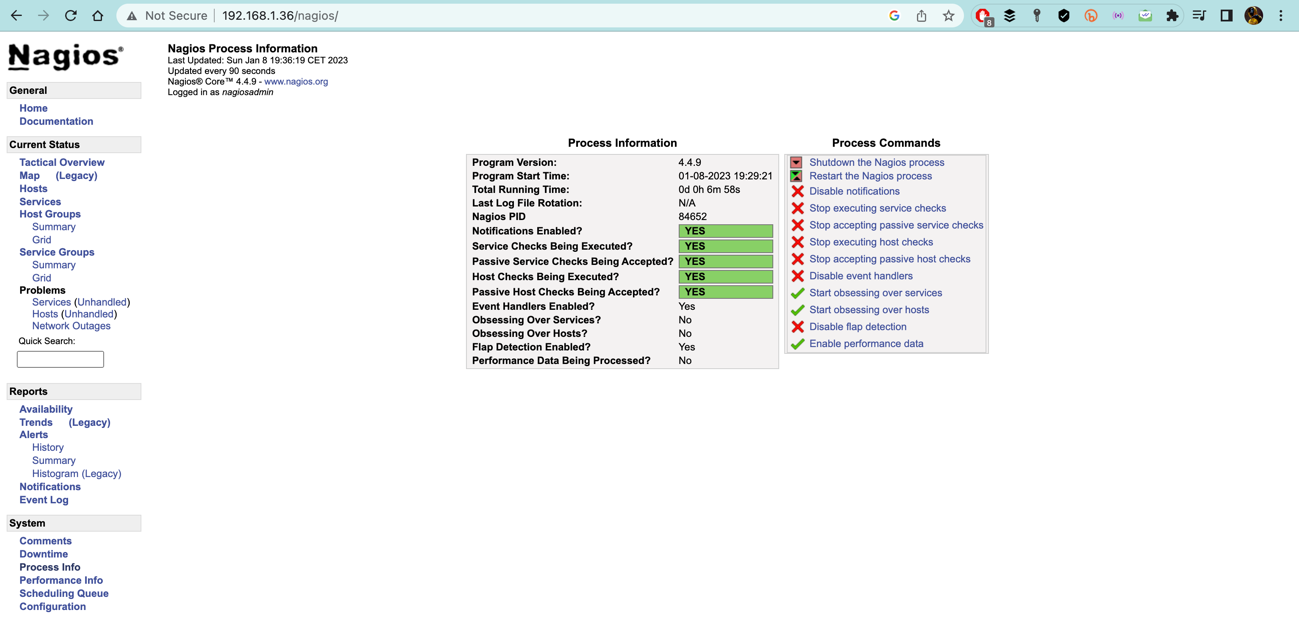 Not Secure | 192.168.1.36/nagios/
8
Nagios®
General
Home
Documentation
Current Status
Tactical Overview
Map (Legacy)
Hosts
Services
Host Groups
Summary
Grid
Service Groups
Summary
Grid
Problems
Services (Unhandled)
Hosts (Unhandled)
Network Outages
Quick Search:
Reports
Availability
Trends (Legacy)
Alerts
History
Summary
Histogram (Legacy)
Notifications
Event Log
System
Comments
Downtime
Process Info
Performance Info
Scheduling Queue
Configuration
Nagios Process Information
Last Updated: Sun Jan 8 19:36:19 CET 2023
Updated every 90 seconds
Nagios® Core™ 4.4.9 - www.nagios.org
Logged in as nagiosadmin
Process Information
Program Version: 4.4.9
Program Start Time: 01-08-2023 19:29:21
Total Running Time: 0d 0h 6m 58s
Last Log File Rotation: N/A
Nagios PID 84652
Notifications Enabled? YES
Service Checks Being Executed? YES
Passive Service Checks Being Accepted? YES
Host Checks Being Executed? YES
Passive Host Checks Being Accepted? YES
Event Handlers Enabled? Yes
Obsessing Over Services? No
Obsessing Over Hosts? No
Flap Detection Enabled? Yes
Performance Data Being Processed? No
Process Commands
Shutdown the Nagios process
Restart the Nagios process
Disable notifications
Stop executing service checks
Stop accepting passive service checks
Stop executing host checks
Stop accepting passive host checks
Disable event handlers
Start obsessing over services
Start obsessing over hosts
Disable flap detection
Enable performance data